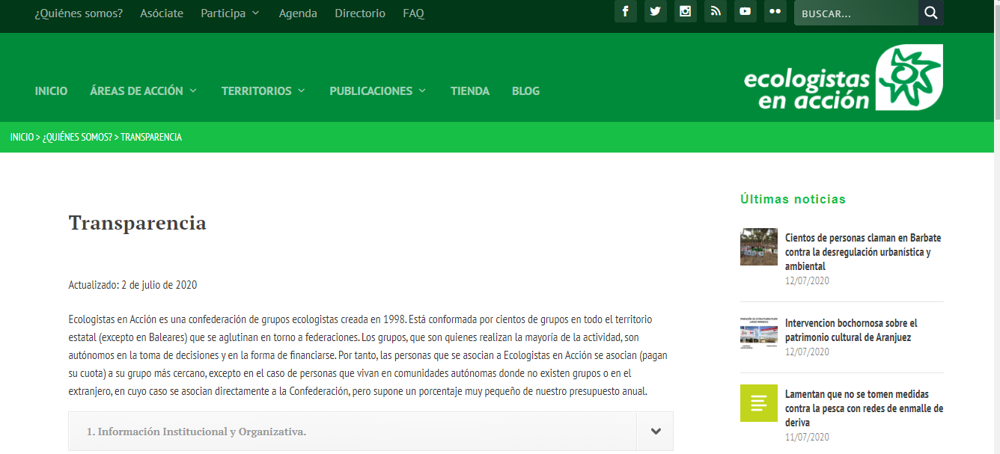 ¿Quiénes somos? Asóciate Participa Agenda Directorio FAQ
BUSCAR...
ecologistas
en acción
INICIO ÁREAS DE ACCIÓN TERRITORIOS PUBLICACIONES TIENDA BLOG
INICIO > ¿QUIÉNES SOMOS? > TRANSPARENCIA
Transparencia
Actualizado: 2 de julio de 2020
Ecologistas en Acción es una confederación de grupos ecologistas creada en 1998. Está conformada por cientos de grupos en todo el territorio
estatal (excepto en Baleares) que se aglutinan en torno a federaciones. Los grupos, que son quienes realizan la mayoría de la actividad, son
autónomos en la toma de decisiones y en la forma de financiarse. Por tanto, las personas que se asocian a Ecologistas en Acción se asocian (pagan
su cuota) a su grupo más cercano, excepto en el caso de personas que vivan en comunidades autónomas donde no existen grupos o en el
extranjero, en cuyo caso se asocian directamente a la Confederación, pero supone un porcentaje muy pequeño de nuestro presupuesto anual.
1. Información Institucional y Organizativa.
Últimas noticias
Cientos de personas claman en Barbate
contra la desregulación urbanística y
ambiental
12/07/2020
Intervencion bochornosa sobre el
patrimonio cultural de Aranjuez
12/07/2020
Lamentan que no se tomen medidas
contra la pesca con redes de enmalle de
deriva
11/07/2020